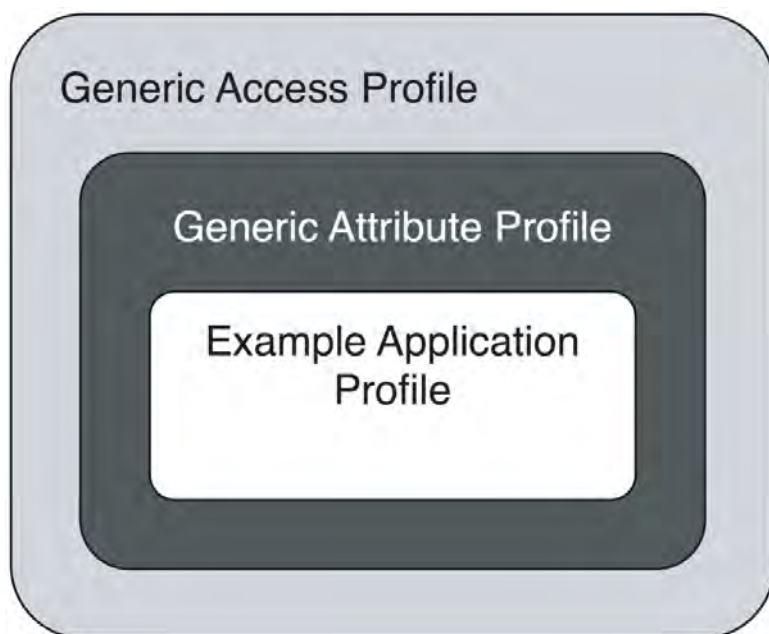 Generic Access Profile
Generic Attribute Profile
Example Application
Profile